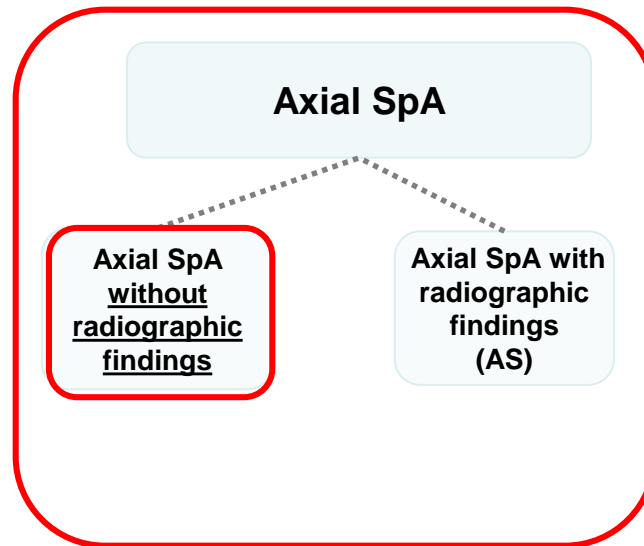 Axial SpA
Axial SpA
without
radiographic
findings
Axial SpA with
radiographic
findings
(AS)